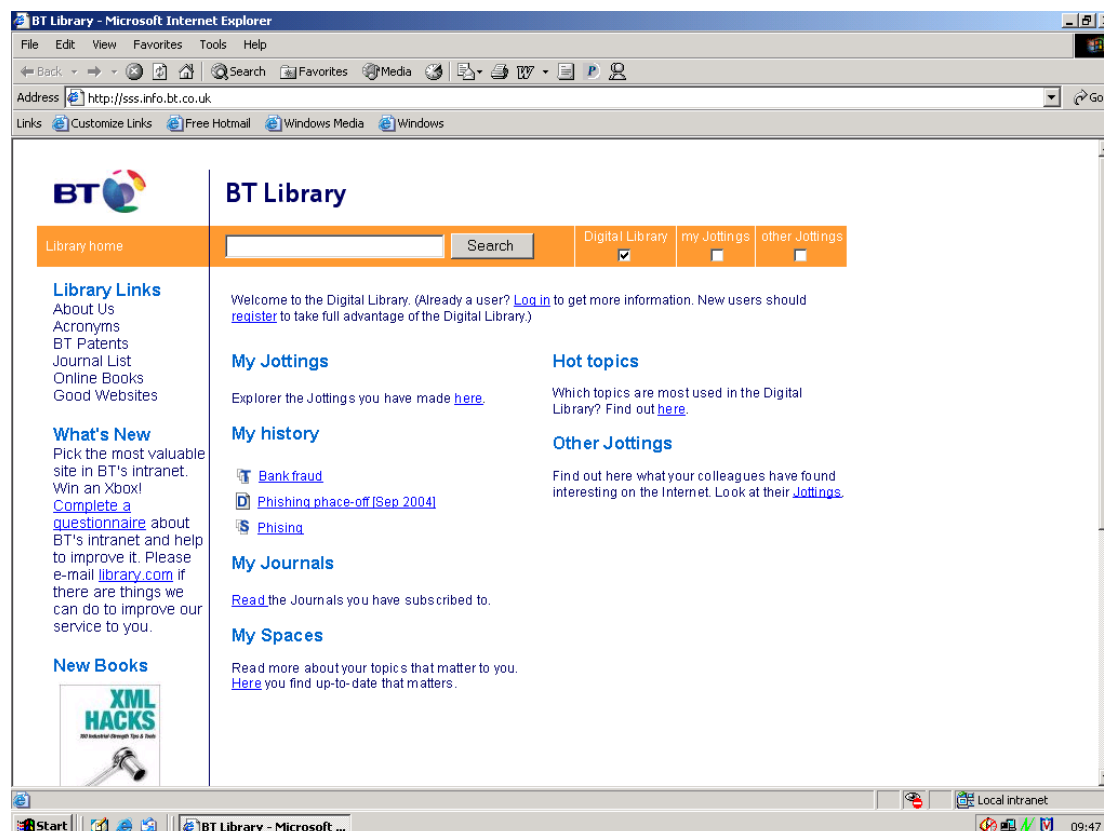 BT Library - Microsoft Internet Explorer
File Edit View Favorites Tools Help
Back Search Favorites Media
Address http://sss.info.bt.co.uk Go
Links Customize Links Free Hotmail Windows Media Windows
BT
BT Library
Library home Search Digital Library my Jottings other Jottings
Library Links
About Us
Acronyms
BT Patents
Journal List
Online Books
Good Websites
What's New
Pick the most valuable
site in BT's intranet.
Win an Xbox!
Complete a
questionnaire about
BT's intranet and help
to improve it. Please
e-mail library.com if
there are things we
can do to improve our
service to you.
New Books
XML
HACKS
100 Industrial-Strength Tips & Tools
Welcome to the Digital Library. (Already a user? Log in to get more information. New users should
register to take full advantage of the Digital Library.)
My Jottings
Explorer the Jottings you have made here.
My history
T Bank fraud
D Phishing phace-off [Sep 2004]
S Phising
My Journals
Read the Journals you have subscribed to.
My Spaces
Read more about your topics that matter to you.
Here you find up-to-date that matters.
Hot topics
Which topics are most used in the Digital
Library? Find out here.
Other Jottings
Find out here what your colleagues have found
interesting on the Internet. Look at their Jottings.
Local intranet
Start BT Library - Microsoft ... 09:47